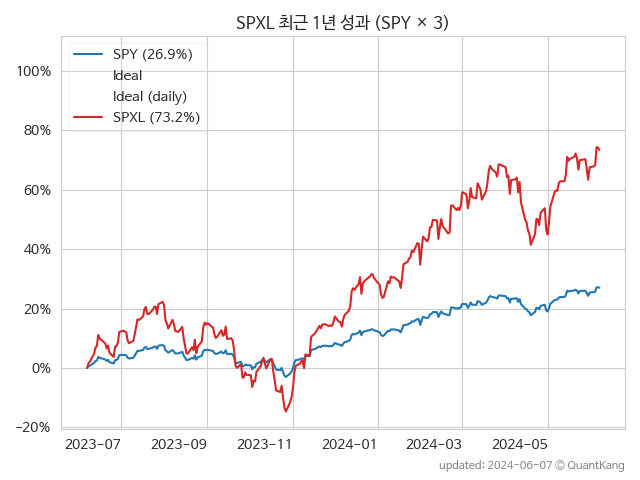 SPXL 최근 1년 성과 (SPY × 3)
SPY (26.9%)
Ideal
Ideal (daily)
SPXL (73.2%)
100%
80%
60%
40%
20%
0%
−20%
2023-07 2023-09 2023-11 2024-01 2024-03 2024-05
updated: 2024-06-07 © QuantKang